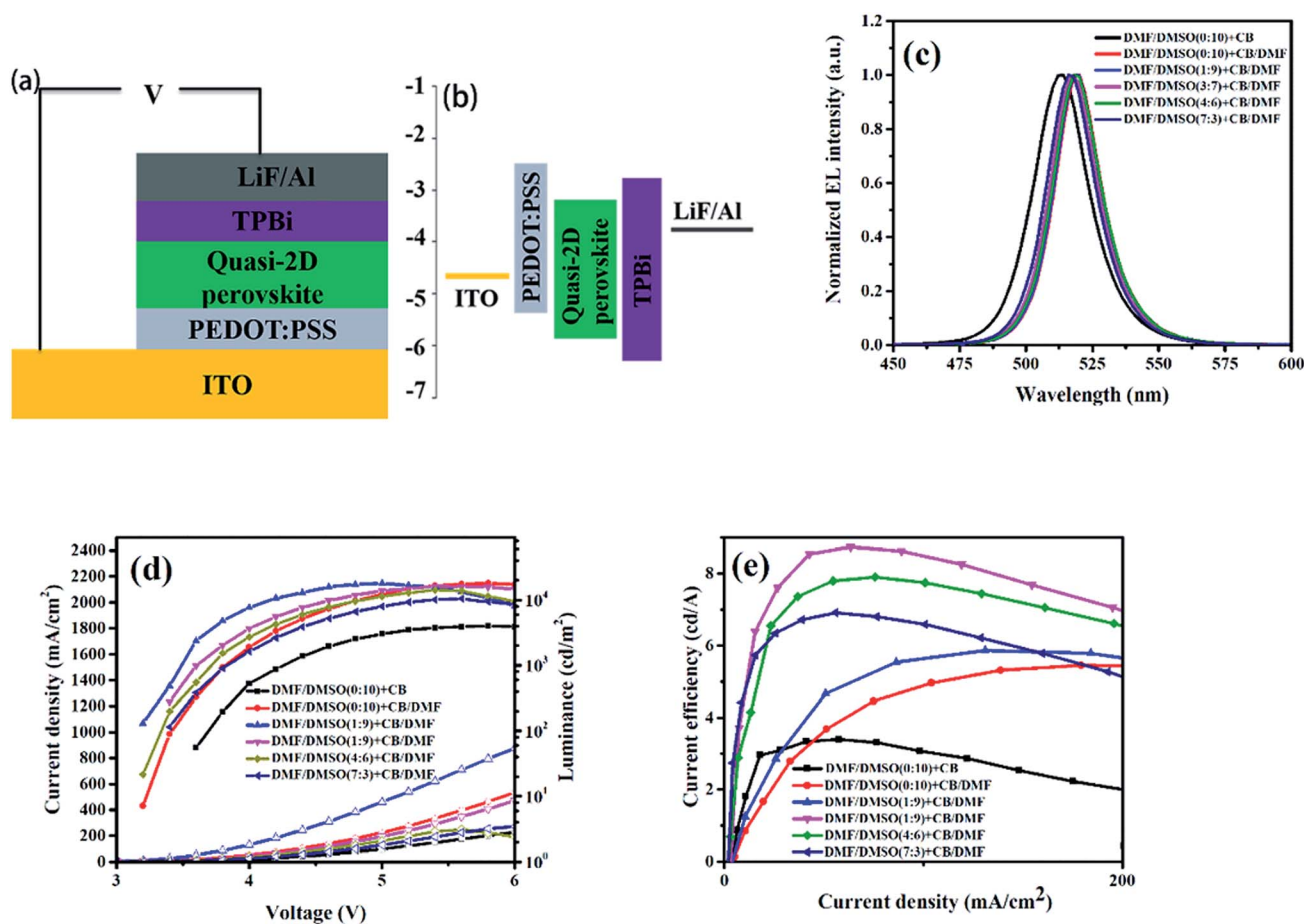 (a)
V
LiF/Al
TPBi
Quasi-2D
perovskite
PEDOT:PSS
ITO
(b)
-1
-2
-3
-4
-5
-6
-7
ITO
PEDOT:PSS
Quasi-2D
perovskite
TPBi
LiF/Al
(c)
DMF/DMSO(0:10)+CB
DMF/DMSO(0:10)+CB/DMF
DMF/DMSO(1:9)+CB/DMF
DMF/DMSO(3:7)+CB/DMF
DMF/DMSO(4:6)+CB/DMF
DMF/DMSO(7:3)+CB/DMF
Normalized EL intensity (a.u.)
1.0
0.8
0.6
0.4
0.2
0.0
450 475 500 525 550 575 600
Wavelength (nm)
(d)
Current density (mA/cm²)
2400
2200
2000
1800
1600
1400
1200
1000
800
600
400
200
0
DMF/DMSO(0:10)+CB
DMF/DMSO(0:10)+CB/DMF
DMF/DMSO(1:9)+CB/DMF
DMF/DMSO(1:9)+CB/DMF
DMF/DMSO(4:6)+CB/DMF
DMF/DMSO(7:3)+CB/DMF
10⁴
10³
10²
10¹
10⁰
Luminance (cd/m²)
3 4 5 6
Voltage (V)
(e)
Current efficiency (cd/A)
8
6
4
2
0
DMF/DMSO(0:10)+CB
DMF/DMSO(0:10)+CB/DMF
DMF/DMSO(1:9)+CB/DMF
DMF/DMSO(1:9)+CB/DMF
DMF/DMSO(4:6)+CB/DMF
DMF/DMSO(7:3)+CB/DMF
0 200
Current density (mA/cm²)